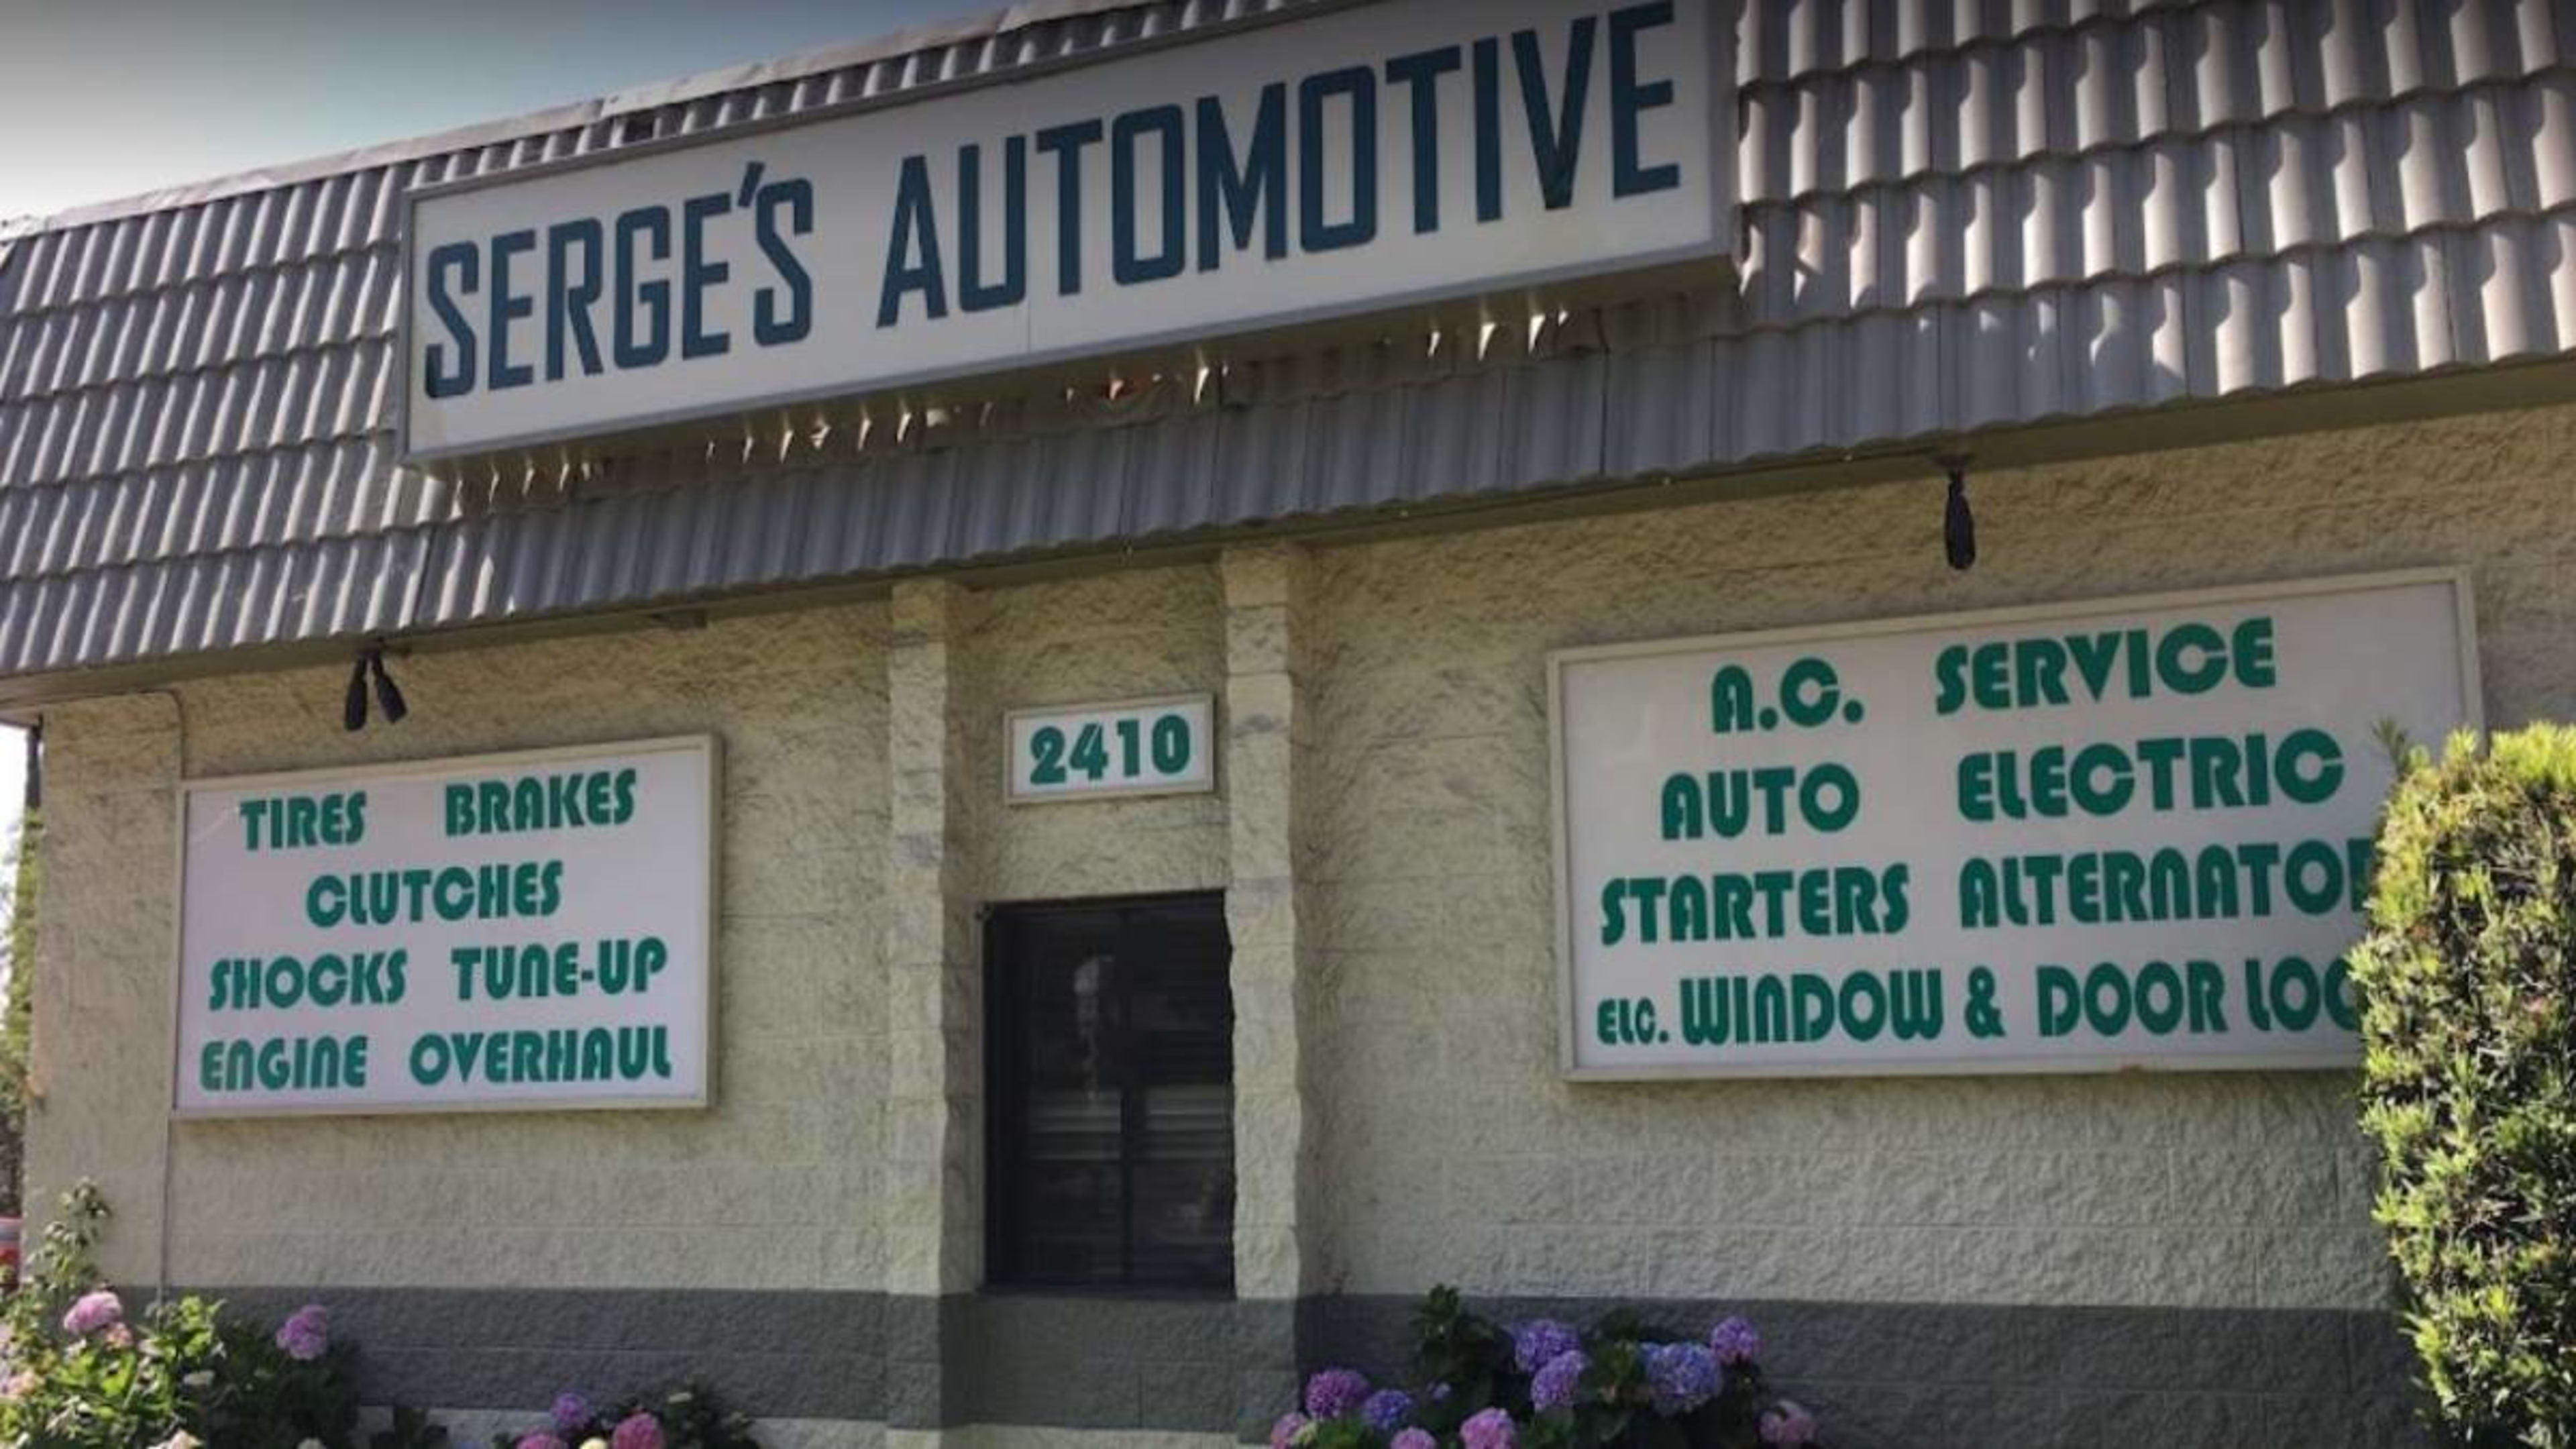 SERGE'S AUTOMOTIVE
2410
TIRES BRAKES
CLUTCHES
SHOCKS TUNE-UP
ENGINE OVERHAUL
A.C. SERVICE
AUTO ELECTRIC
STARTERS
ELC. WINDOW & DOOR